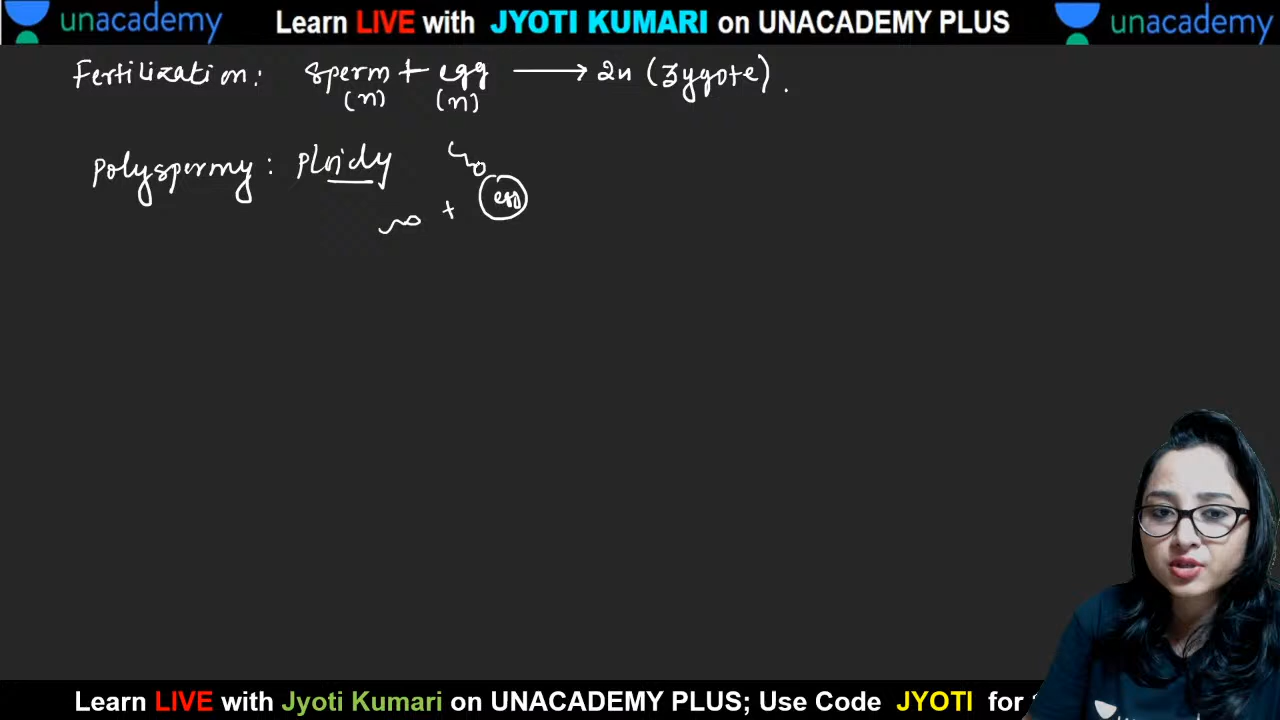 unacademy Learn LIVE with JYOTI KUMARI on UNACADEMY PLUS unacademy
Fertilization: sperm + egg → 2n (zygote).
(n) (n)
Polyspermy: Ploidy
+ egg
Learn LIVE with Jyoti Kumari on UNACADEMY PLUS; Use Code JYOTI for